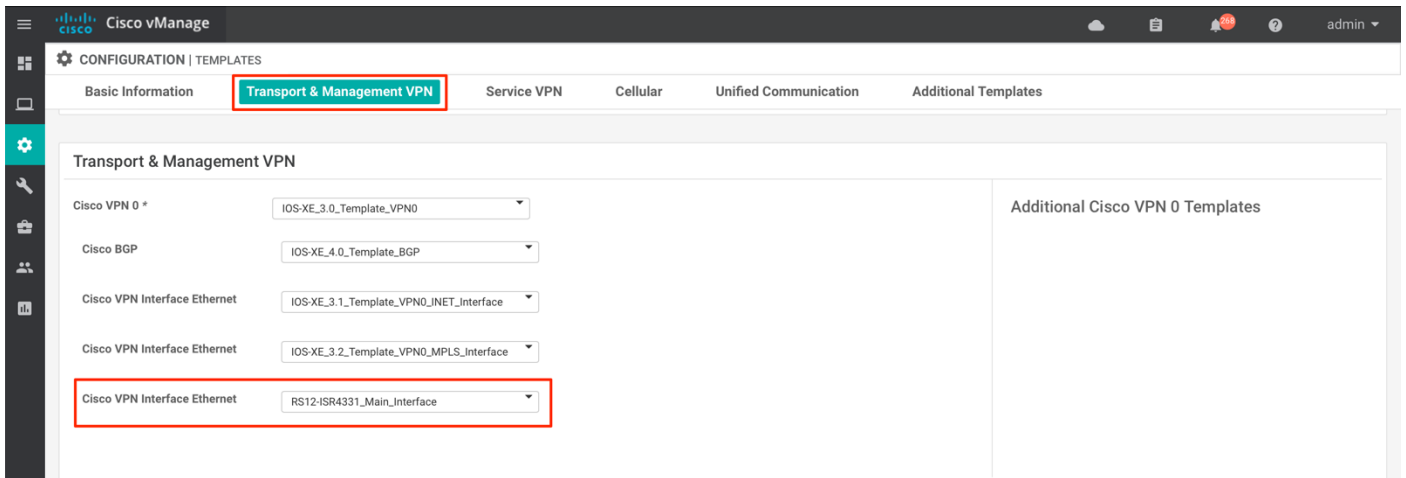 cisco Cisco vManage 268 admin
CONFIGURATION | TEMPLATES
Basic Information Transport & Management VPN Service VPN Cellular Unified Communication Additional Templates
Transport & Management VPN
Cisco VPN 0 * IOS-XE_3.0_Template_VPN0 Additional Cisco VPN 0 Templates
Cisco BGP IOS-XE_4.0_Template_BGP
Cisco VPN Interface Ethernet IOS-XE_3.1_Template_VPN0_INET_Interface
Cisco VPN Interface Ethernet IOS-XE_3.2_Template_VPN0_MPLS_Interface
Cisco VPN Interface Ethernet RS12-ISR4331_Main_Interface